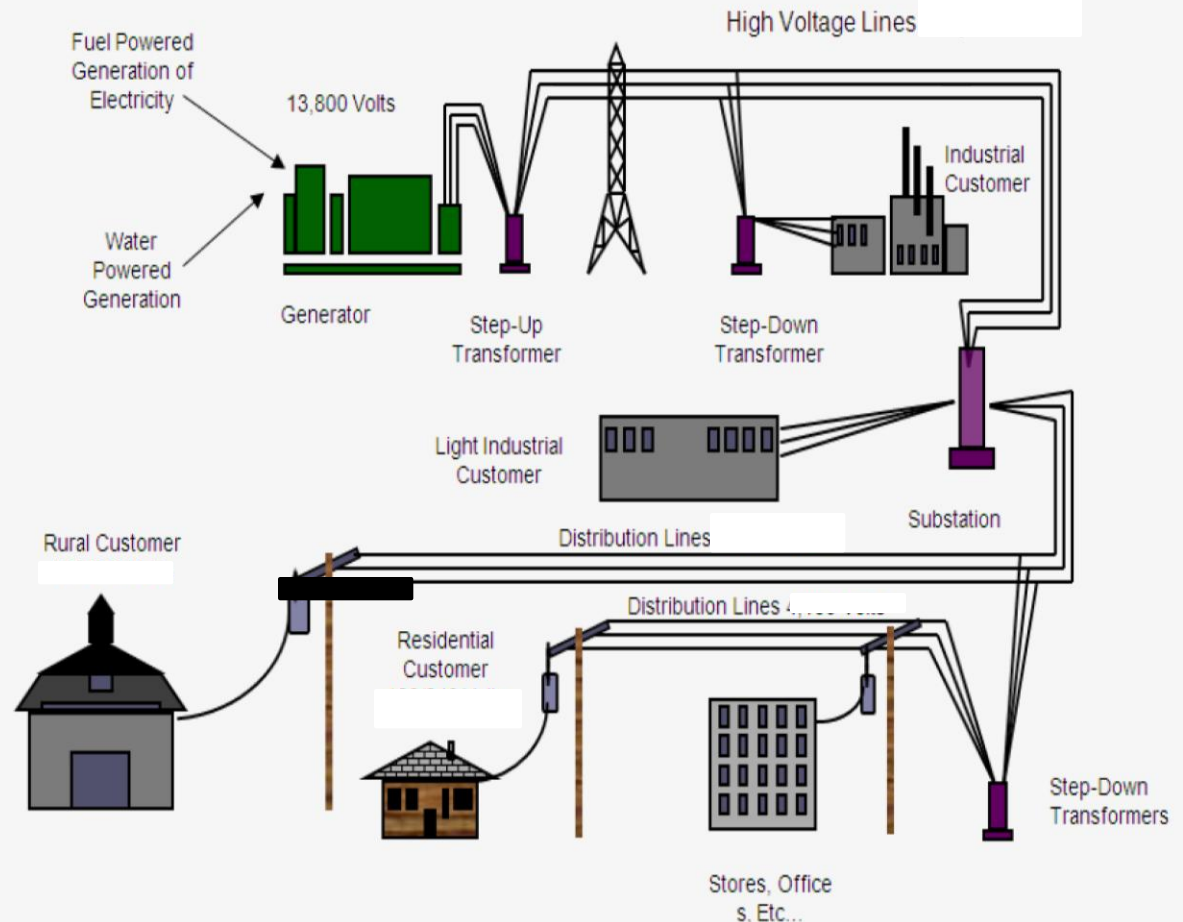 High Voltage Lines
Fuel Powered
Generation of
Electricity
13,800 Volts
Industrial
Customer
Water
Powered
Generation
Generator
Step-Up
Transformer
Step-Down
Transformer
Light Industrial
Customer
Substation
Distribution Lines
Rural Customer
Distribution Lines
Residential
Customer
Step-Down
Transformers
Stores, Office
s, Etc...